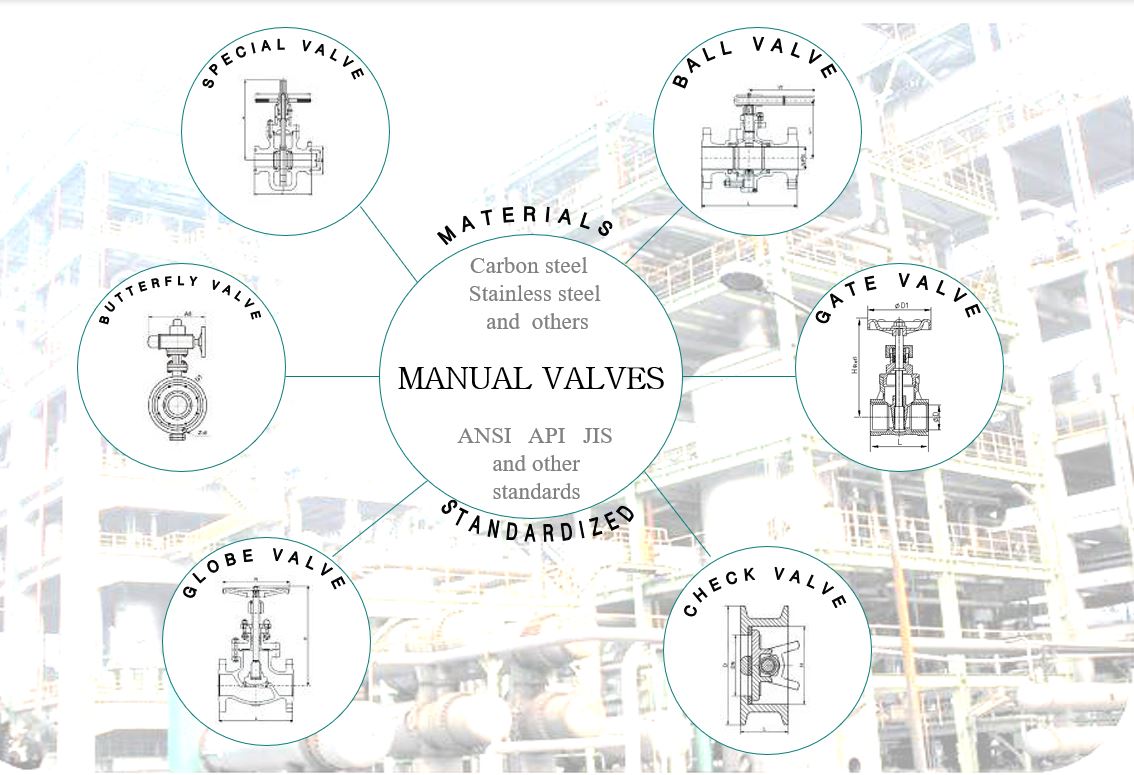 SPECIAL VALVE
BALL VALVE
MATERIALS
Carbon steel
Stainless steel
and others
BUTTERFLY VALVE
GATE VALVE
øD1
L
MANUAL VALVES
ANSI API JIS
and other
standards
STANDARDIZED
GLOBE VALVE
CHECK VALVE
L